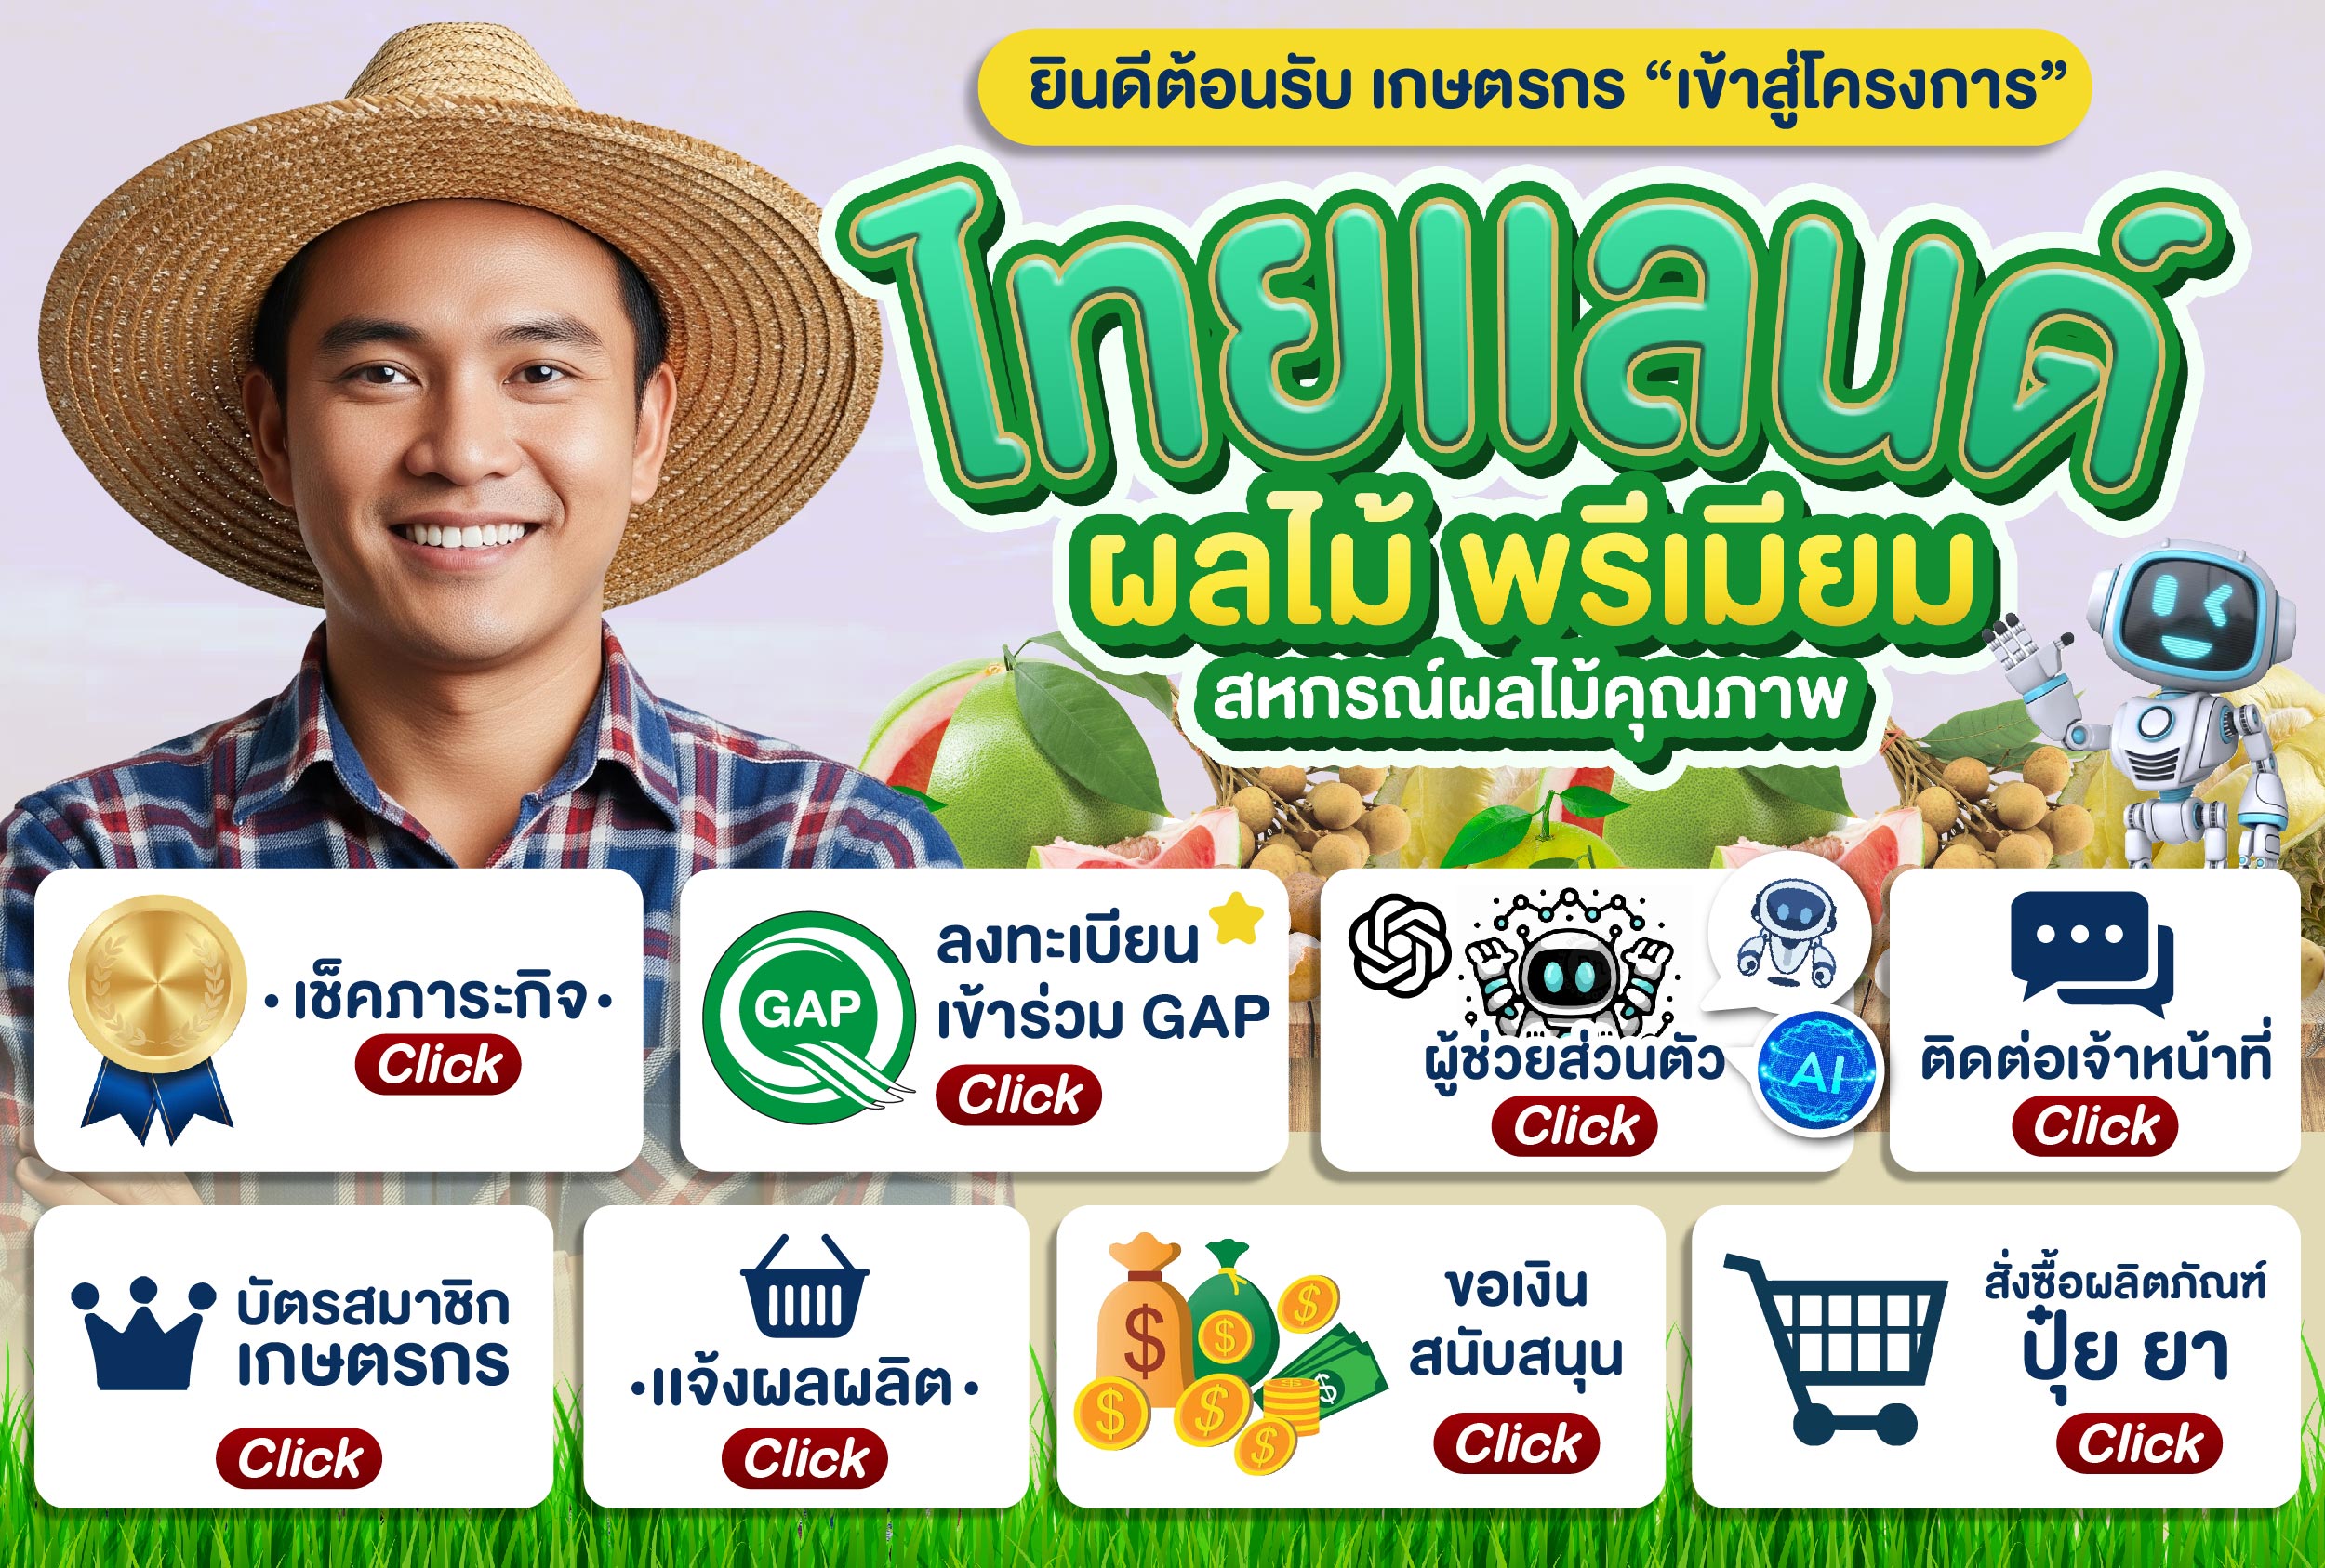 ยินดีต้อนรับ เกษตรกร “เข้าสู่โครงการ”
ไทยแลนด์
ผลไม้ พรีเมียม
สหกรณ์ผลไม้คุณภาพ
•เช็คภาระกิจ•
Click
GAP
ลงทะเบียน
เข้าร่วม GAP
Click
ผู้ช่วยส่วนตัว
AI
Click
ติดต่อเจ้าหน้าที่
Click
บัตรสมาชิก
เกษตรกร
Click
•แจ้งผลผลิต•
Click
ขอเงิน
สนับสนุน
Click
สั่งซื้อผลิตภัณฑ์
ปุ๋ย ยา
Click